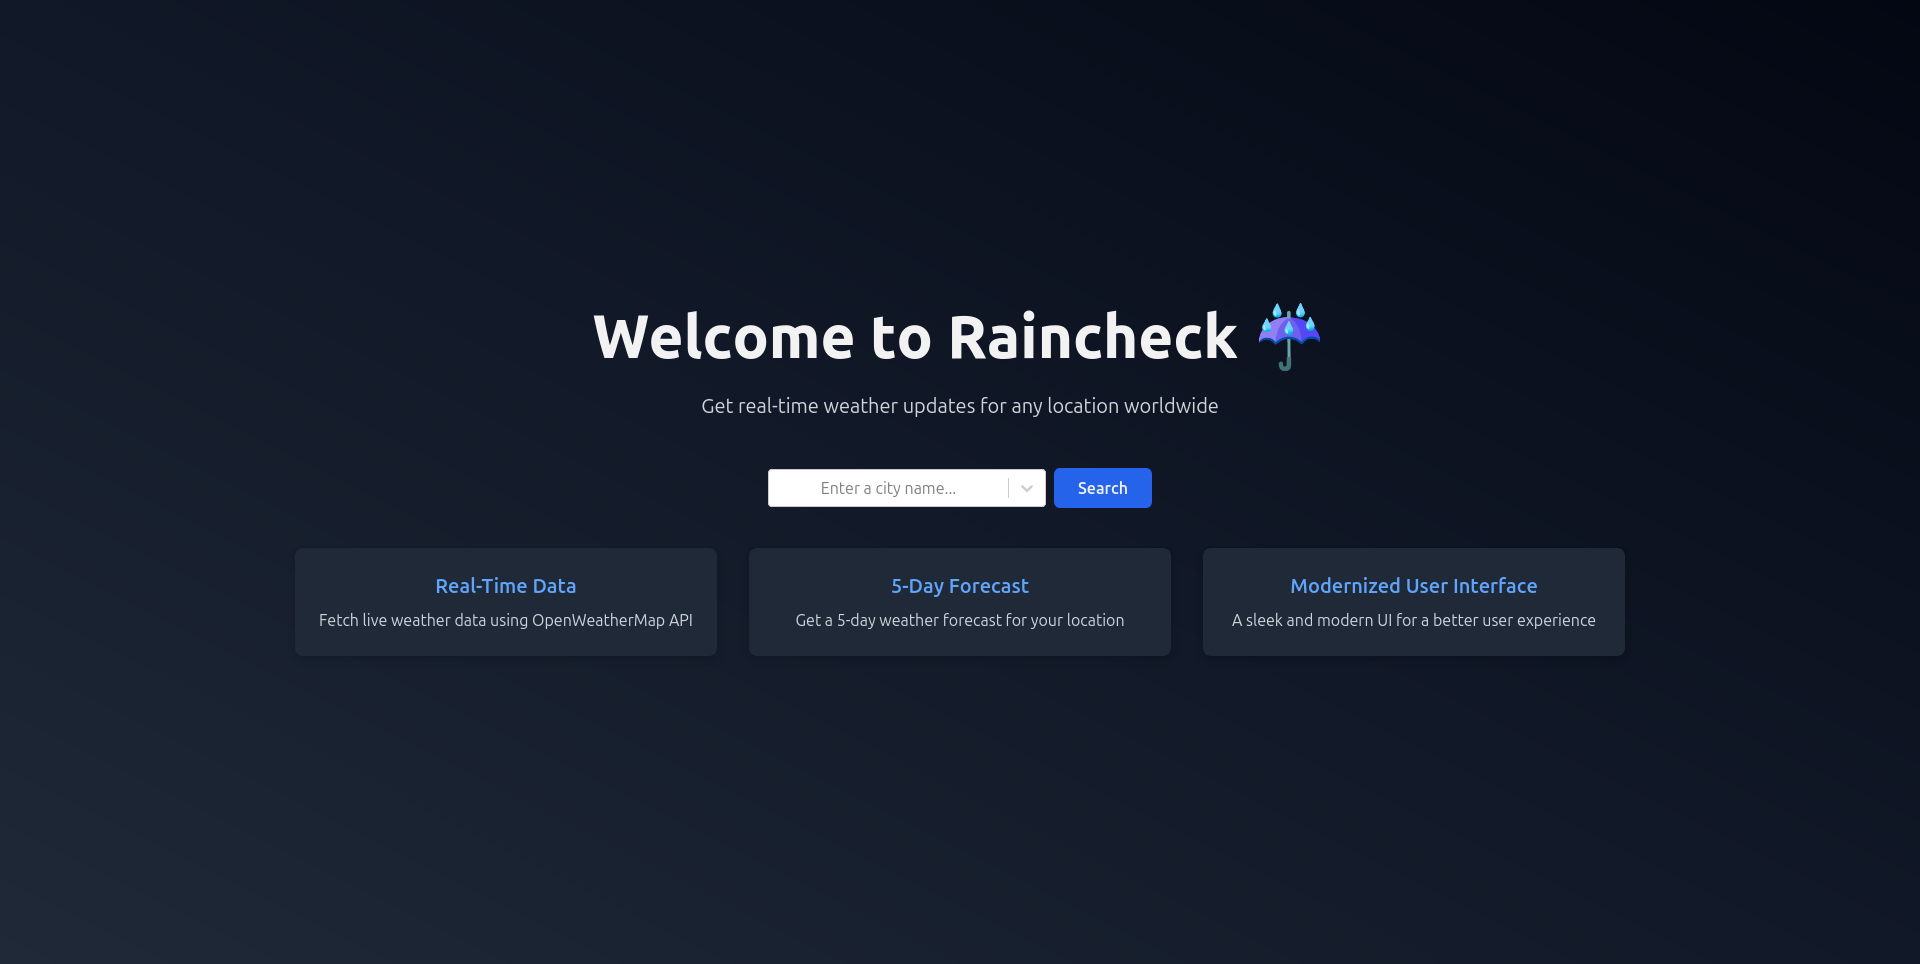 Welcome to Raincheck ☔
Get real-time weather updates for any location worldwide
Enter a city name...
Search
Real-Time Data
Fetch live weather data using OpenWeatherMap API
5-Day Forecast
Get a 5-day weather forecast for your location
Modernized User Interface
A sleek and modern UI for a better user experience